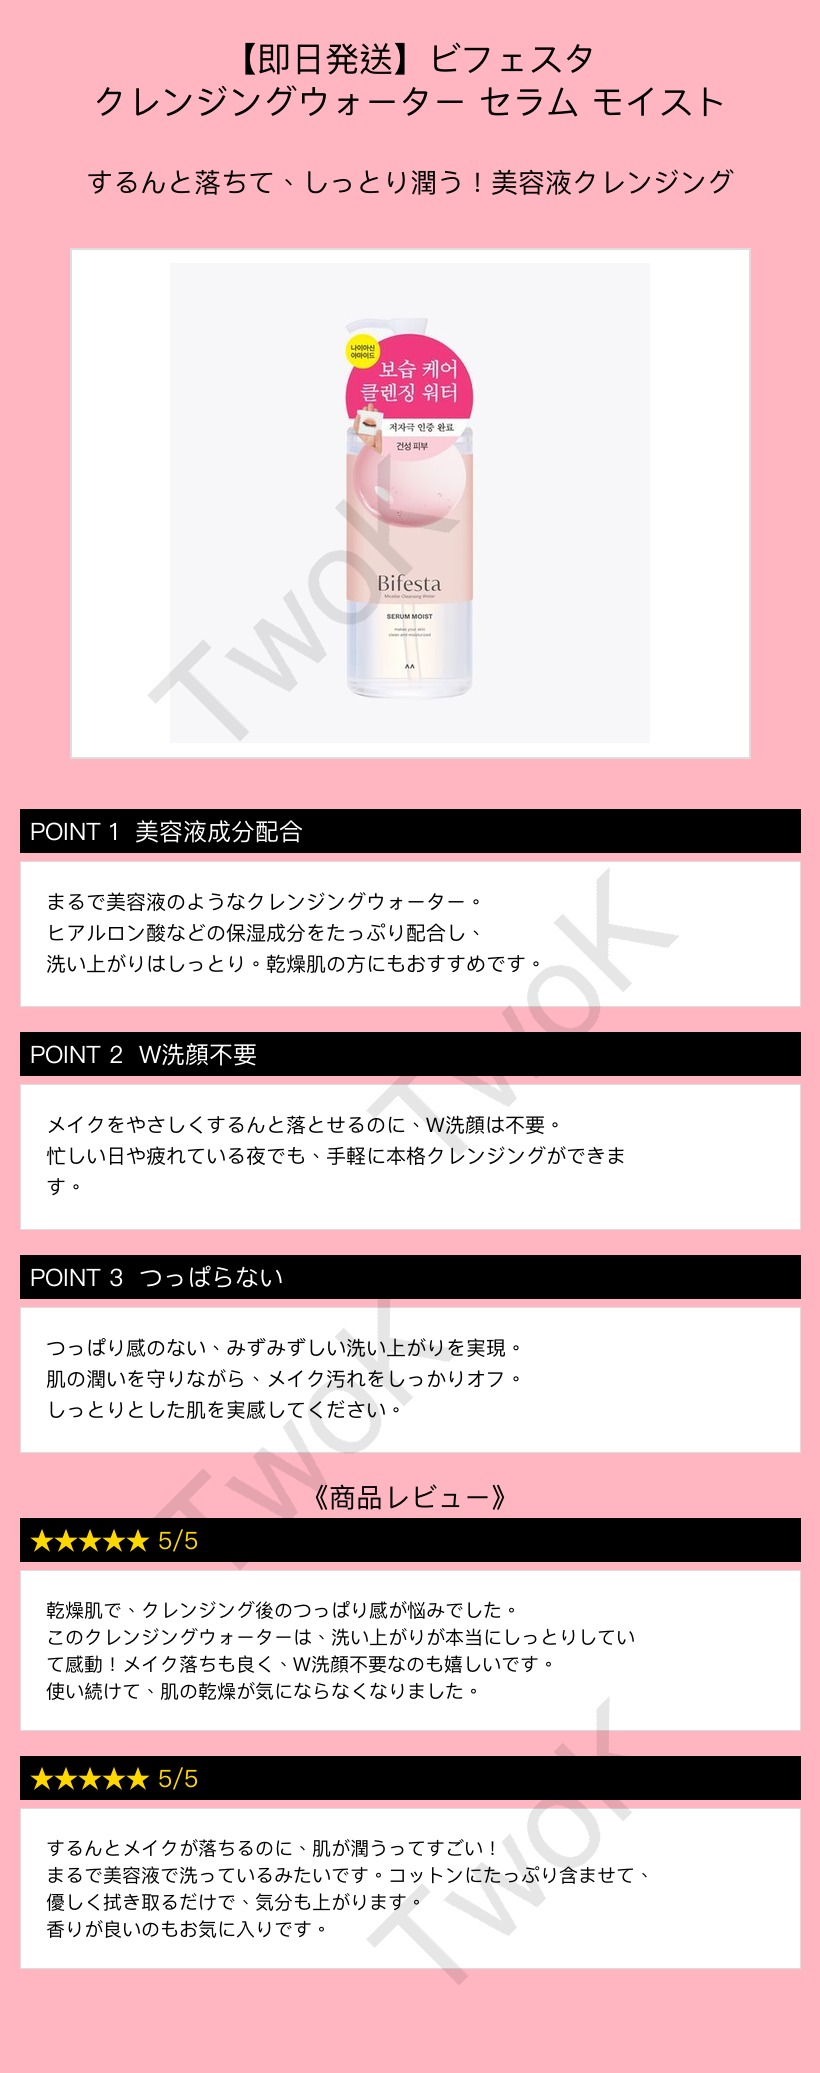 【即日発送】ビフェスタ
クレンジングウォーター セラム モイスト
するんと落ちて、しっとり潤う！美容液クレンジング
나이아신
아마이드
보습 케어
클렌징 워터
저자극 인증 완료
건성 피부
Bifesta
Micellar Cleansing Water
SERUM MOIST
makes your skin
clean and moisturized
TwoK
POINT 1 美容液成分配合
まるで美容液のようなクレンジングウォーター。
ヒアルロン酸などの保湿成分をたっぷり配合し、
洗い上がりはしっとり。乾燥肌の方にもおすすめです。
TwoK
POINT 2 W洗顔不要
メイクをやさしくするんと落とせるのに、W洗顔は不要。
忙しい日や疲れている夜でも、手軽に本格クレンジングができま
す。
POINT 3 つっぱらない
つっぱり感のない、みずみずしい洗い上がりを実現。
肌の潤いを守りながら、メイク汚れをしっかりオフ。
しっとりとした肌を実感してください。
TwoK
《商品レビュー》
★★★★★ 5/5
乾燥肌で、クレンジング後のつっぱり感が悩みでした。
このクレンジングウォーターは、洗い上がりが本当にしっとりしてい
て感動！メイク落ちも良く、W洗顔不要なのも嬉しいです。
使い続けて、肌の乾燥が気にならなくなりました。
★★★★★ 5/5
するんとメイクが落ちるのに、肌が潤うってすごい！
まるで美容液で洗っているみたいです。コットンにたっぷり含ませて、
優しく拭き取るだけで、気分も上がります。
香りが良いのもお気に入りです。
TwoK